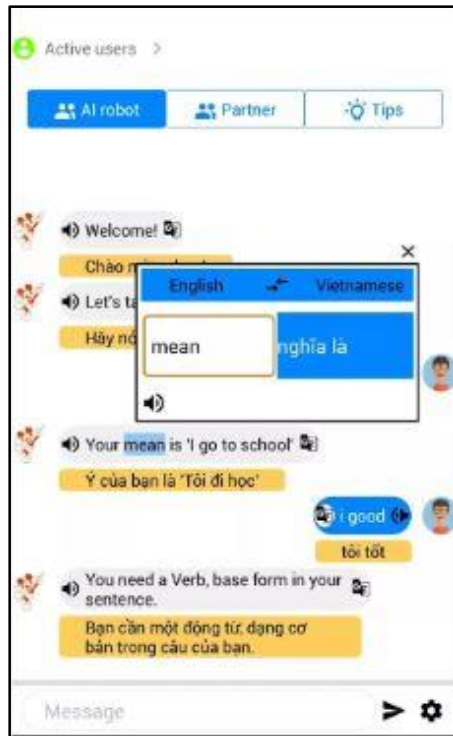 Active users >
AI robot
Partner
Tips
Welcome!
Chào m
English
Vietnamese
Let's ta
Hãy nó
mean
nghĩa là
Your mean is 'I go to school'
Ý của bạn là 'Tôi đi học'
i good
tôi tốt
You need a Verb, base form in your
sentence.
Bạn cần một động từ, dạng cơ
bản trong câu của bạn.
Message